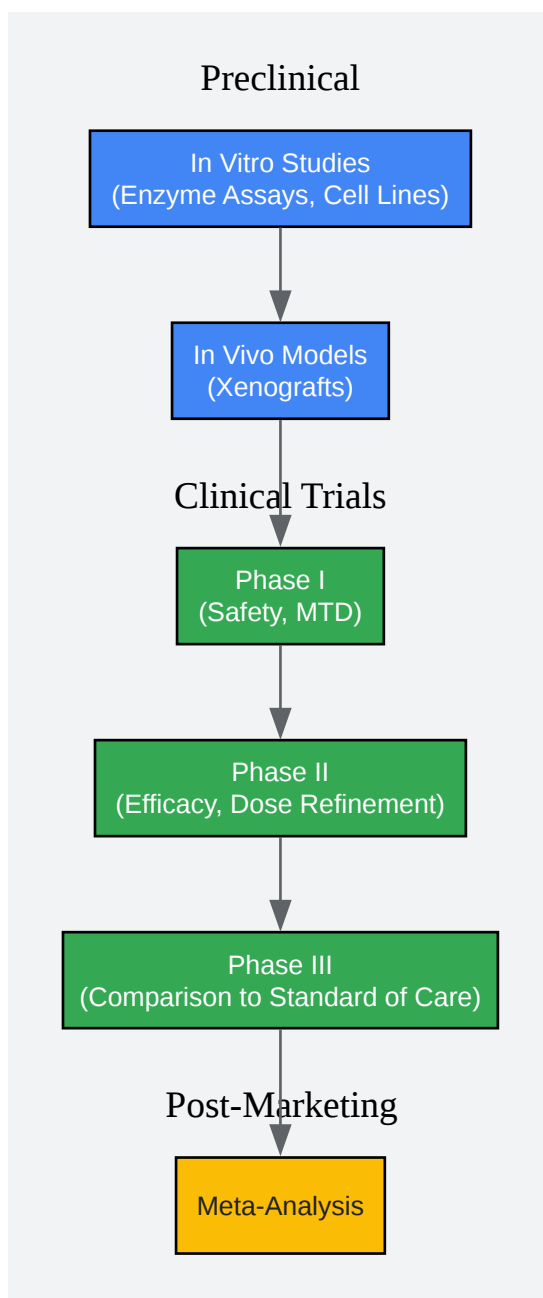 Preclinical
In Vitro Studies
(Enzyme Assays, Cell Lines)
In Vivo Models
(Xenografts)
Clinical Trials
Phase I
(Safety, MTD)
Phase II
(Efficacy, Dose Refinement)
Phase III
(Comparison to Standard of Care)
Post-Marketing
Meta-Analysis